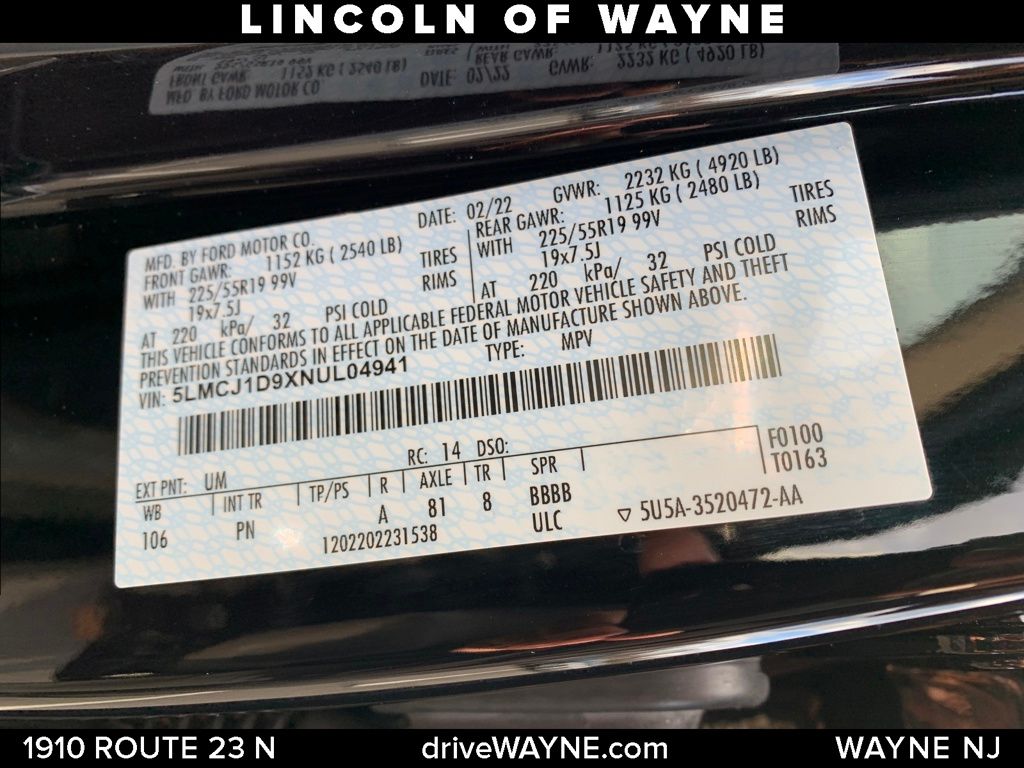 LINCOLN OF WAYNE
MFD. BY FORD MOTOR CO.
DATE: 02/22 GVWR: 2232 KG ( 4920 LB)
FRONT GAWR: 1152 KG ( 2540 LB)
REAR GAWR: 1125 KG ( 2480 LB)
WITH 225/55R19 99V TIRES
WITH 225/55R19 99V TIRES
19x7.5J RIMS
19x7.5J RIMS
AT 220 kPa/ 32 PSI COLD
AT 220 kPa/ 32 PSI COLD
THIS VEHICLE CONFORMS TO ALL APPLICABLE FEDERAL MOTOR VEHICLE SAFETY AND THEFT
PREVENTION STANDARDS IN EFFECT ON THE DATE OF MANUFACTURE SHOWN ABOVE.
VIN: 5LMCJ1D9XNUL04941 TYPE: MPV
EXT PNT: UM RC: 14 DSO:
WB INT TR TP/PS R AXLE TR SPR
106 PN A 81 8 BBBB
1202202231538 ULC
F0100
T0163
▽ 5U5A-3520472-AA
1910 ROUTE 23 N driveWAYNE.com WAYNE NJ